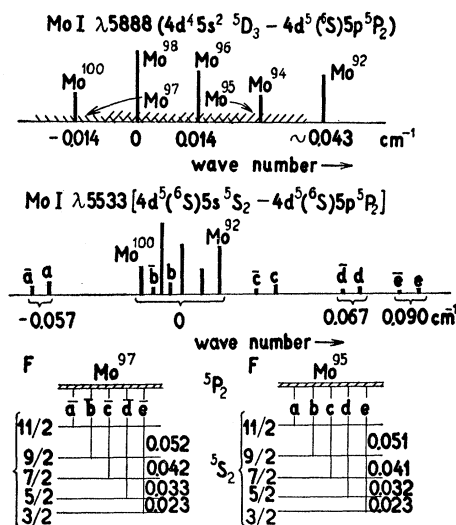 Mo I λ5888 (4d⁴5s² ⁵D₃ – 4d⁵(⁶S)5p⁵P₂)
Mo⁹⁸ Mo⁹⁶
Mo¹⁰⁰ Mo⁹⁷ Mo⁹⁵ Mo⁹⁴ Mo⁹²
-0.014 0 0.014 ~0.043 cm⁻¹
wave number →
Mo I λ5533 [4d⁵(⁶S)5s ⁵S₂ – 4d⁵(⁶S)5p⁵P₂]
Mo¹⁰⁰ Mo⁹²
ā a b̄ b c̄ c d̄ d ē e
-0.057 0 0.067 0.090 cm⁻¹
wave number →
F Mo⁹⁷ ⁵P₂ F Mo⁹⁵
ā b̄ c̄ d̄ ē a b c d e
11/2 11/2
0.052 0.051
9/2 9/2
0.042 ⁵S₂ 0.041
7/2 7/2
0.033 0.032
5/2 5/2
0.023 0.023
3/2 3/2